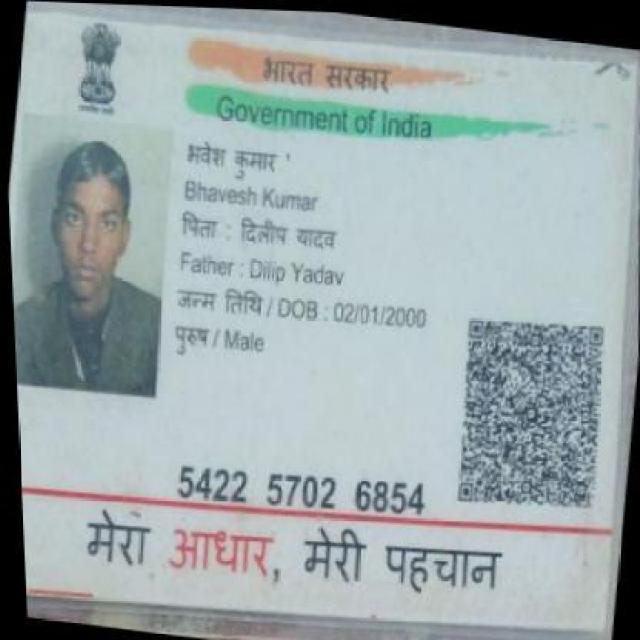 भारत सरकार
Government of India
भवेश कुमार
Bhavesh Kumar
पिता : दिलीप यादव
Father : Dilip Yadav
जन्म तिथि / DOB : 02/01/2000
पुरुष / Male
5422 5702 6854
मेरा आधार, मेरी पहचान